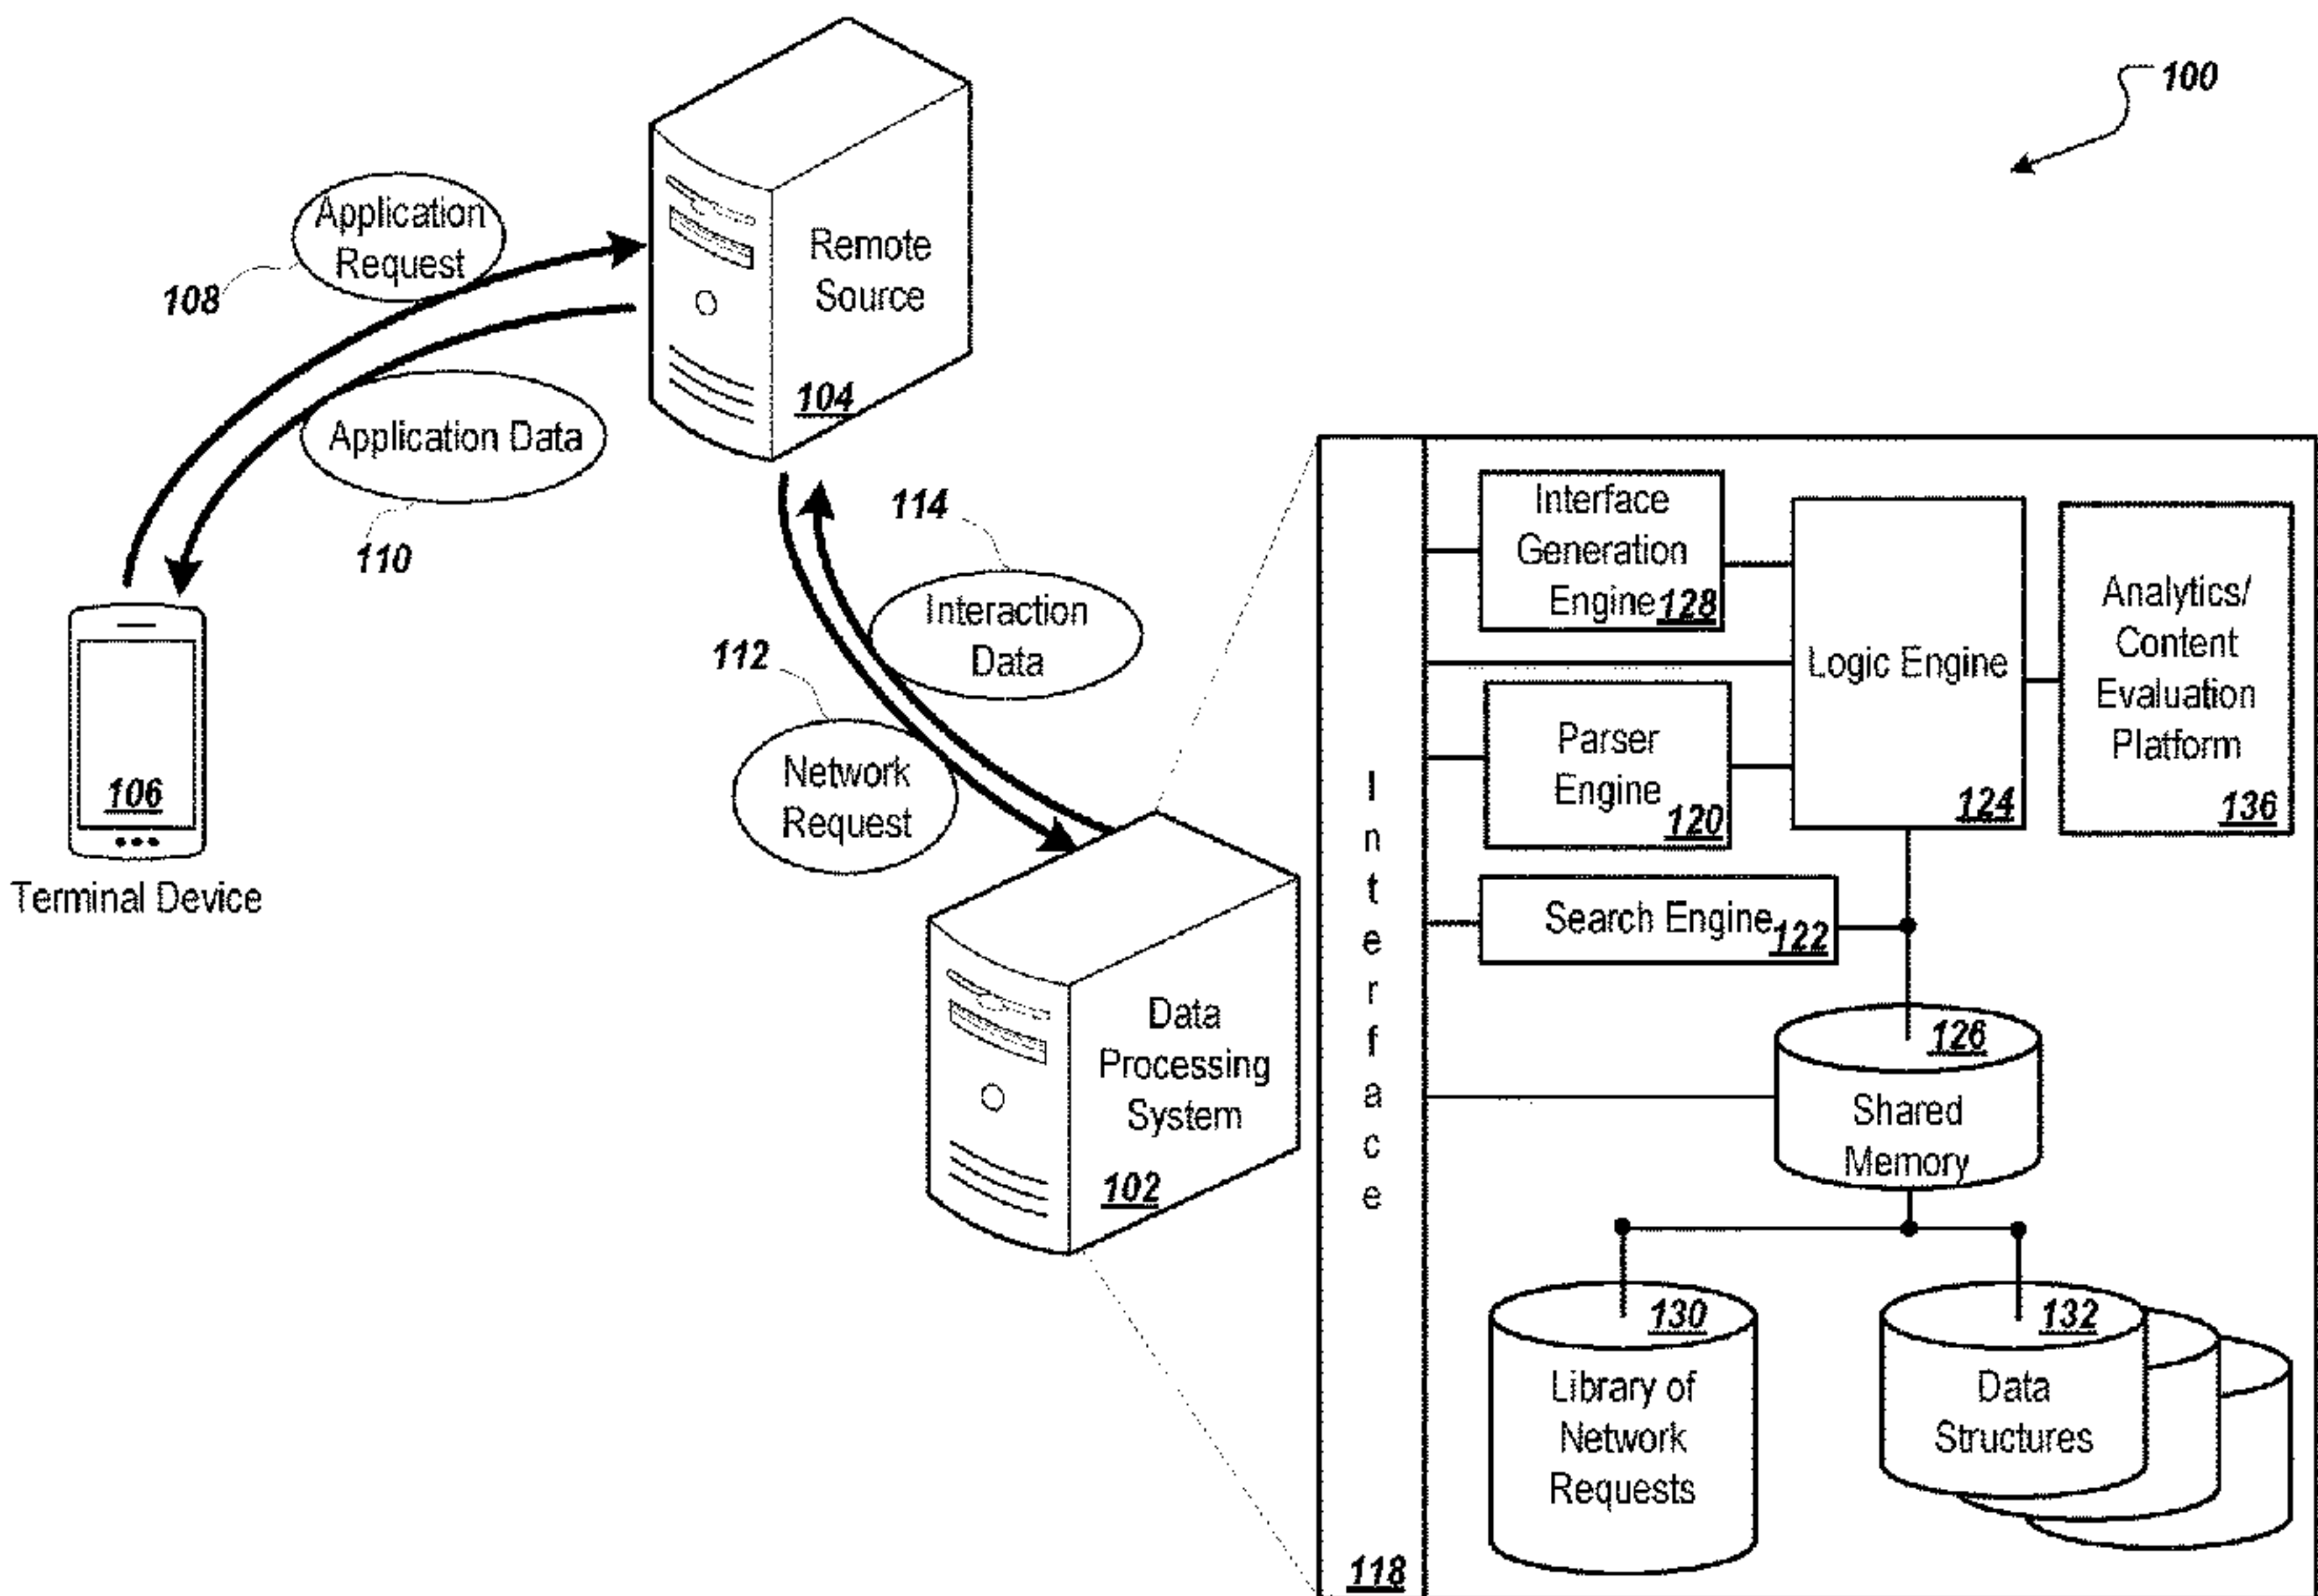 100
Application
Request
108
Remote
Source
104
Application Data
110
114
Interaction
Data
112
Network
Request
106
Terminal Device
Data
Processing
System
102
Interface
118
Interface
Generation
Engine 128
Logic Engine
124
Analytics/
Content
Evaluation
Platform
136
Parser
Engine
120
Search Engine
122
126
Shared
Memory
130
Library of
Network
Requests
132
Data
Structures